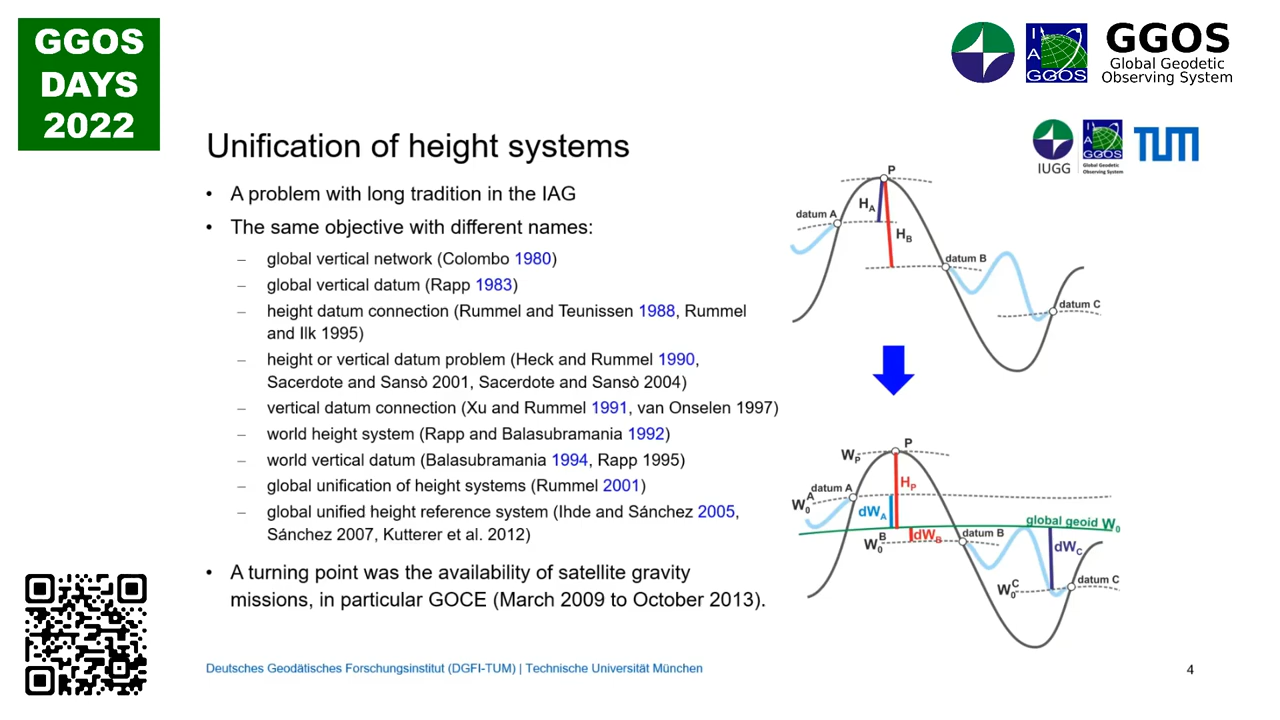 GGOS
DAYS
2022
IAG
GGOS
GGOS
Global Geodetic
Observing System
Unification of height systems
IUGG
IAG
GGOS
Global Geodetic
Observing System
TUM
• A problem with long tradition in the IAG
• The same objective with different names:
– global vertical network (Colombo 1980)
– global vertical datum (Rapp 1983)
– height datum connection (Rummel and Teunissen 1988, Rummel
and Ilk 1995)
– height or vertical datum problem (Heck and Rummel 1990,
Sacerdote and Sansò 2001, Sacerdote and Sansò 2004)
– vertical datum connection (Xu and Rummel 1991, van Onselen 1997)
– world height system (Rapp and Balasubramania 1992)
– world vertical datum (Balasubramania 1994, Rapp 1995)
– global unification of height systems (Rummel 2001)
– global unified height reference system (Ihde and Sánchez 2005,
Sánchez 2007, Kutterer et al. 2012)
• A turning point was the availability of satellite gravity
missions, in particular GOCE (March 2009 to October 2013).
P
datum A
H_A
H_B
datum B
datum C
P
W_P
datum A
H_P
W_0^A
dW_A
global geoid W_0
dW_B
datum B
W_0^B
dW_C
datum C
W_0^C
Deutsches Geodätisches Forschungsinstitut (DGFI-TUM) | Technische Universität München
4